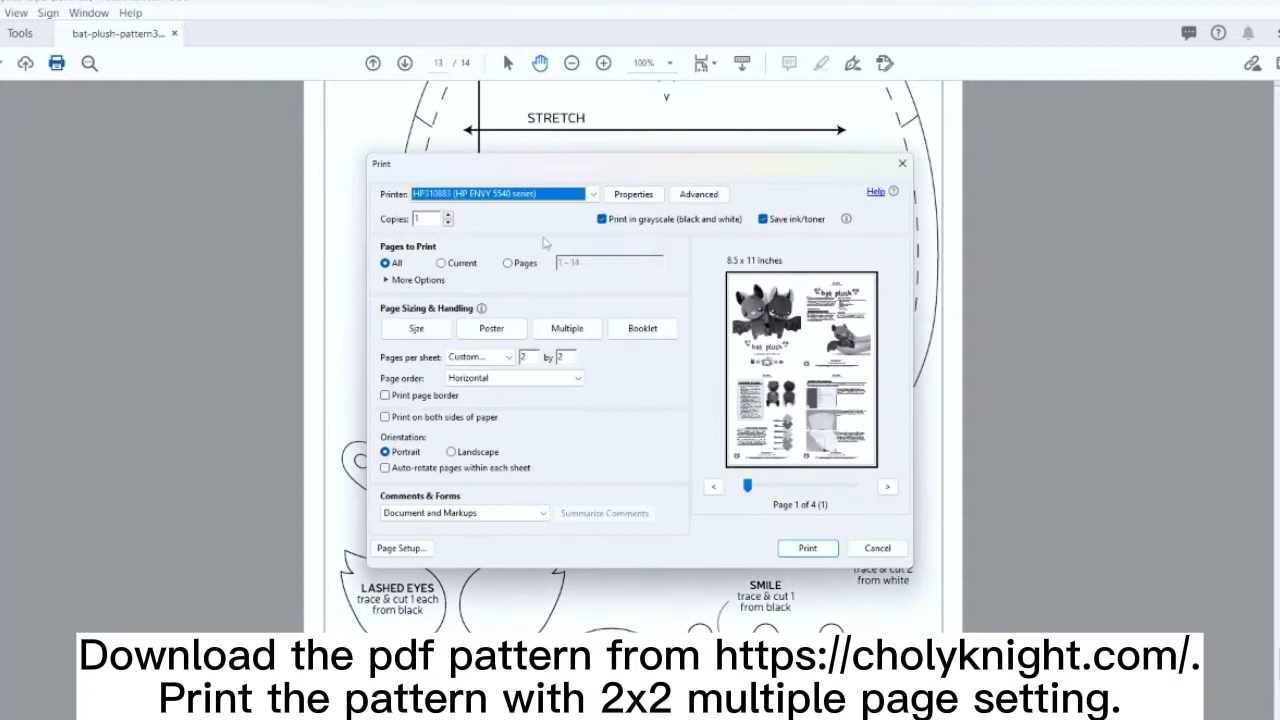 View Sign Window Help
Tools bat-plush-pattern3... ×
13 / 14 100%
STRETCH
Print
Printer: HP310883 (HP ENVY 5540 series) Properties Advanced Help
Copies: 1 Print in grayscale (black and white) Save ink/toner
Pages to Print
All Current Pages 1 - 14
More Options
8.5 x 11 Inches
Page Sizing & Handling
Size Poster Multiple Booklet
Pages per sheet: Custom... 2 by 2
Page order: Horizontal
Print page border
Print on both sides of paper
Orientation:
Portrait Landscape
Auto-rotate pages within each sheet
bat plush
bat plush
< >
Page 1 of 4 (1)
Comments & Forms
Document and Markups Summarize Comments
Page Setup... Print Cancel
LASHED EYES
trace & cut 1 each
from black
SMILE
trace & cut 1
from black
trace & cut 2
from white
Download the pdf pattern from https://cholyknight.com/.
Print the pattern with 2x2 multiple page setting.